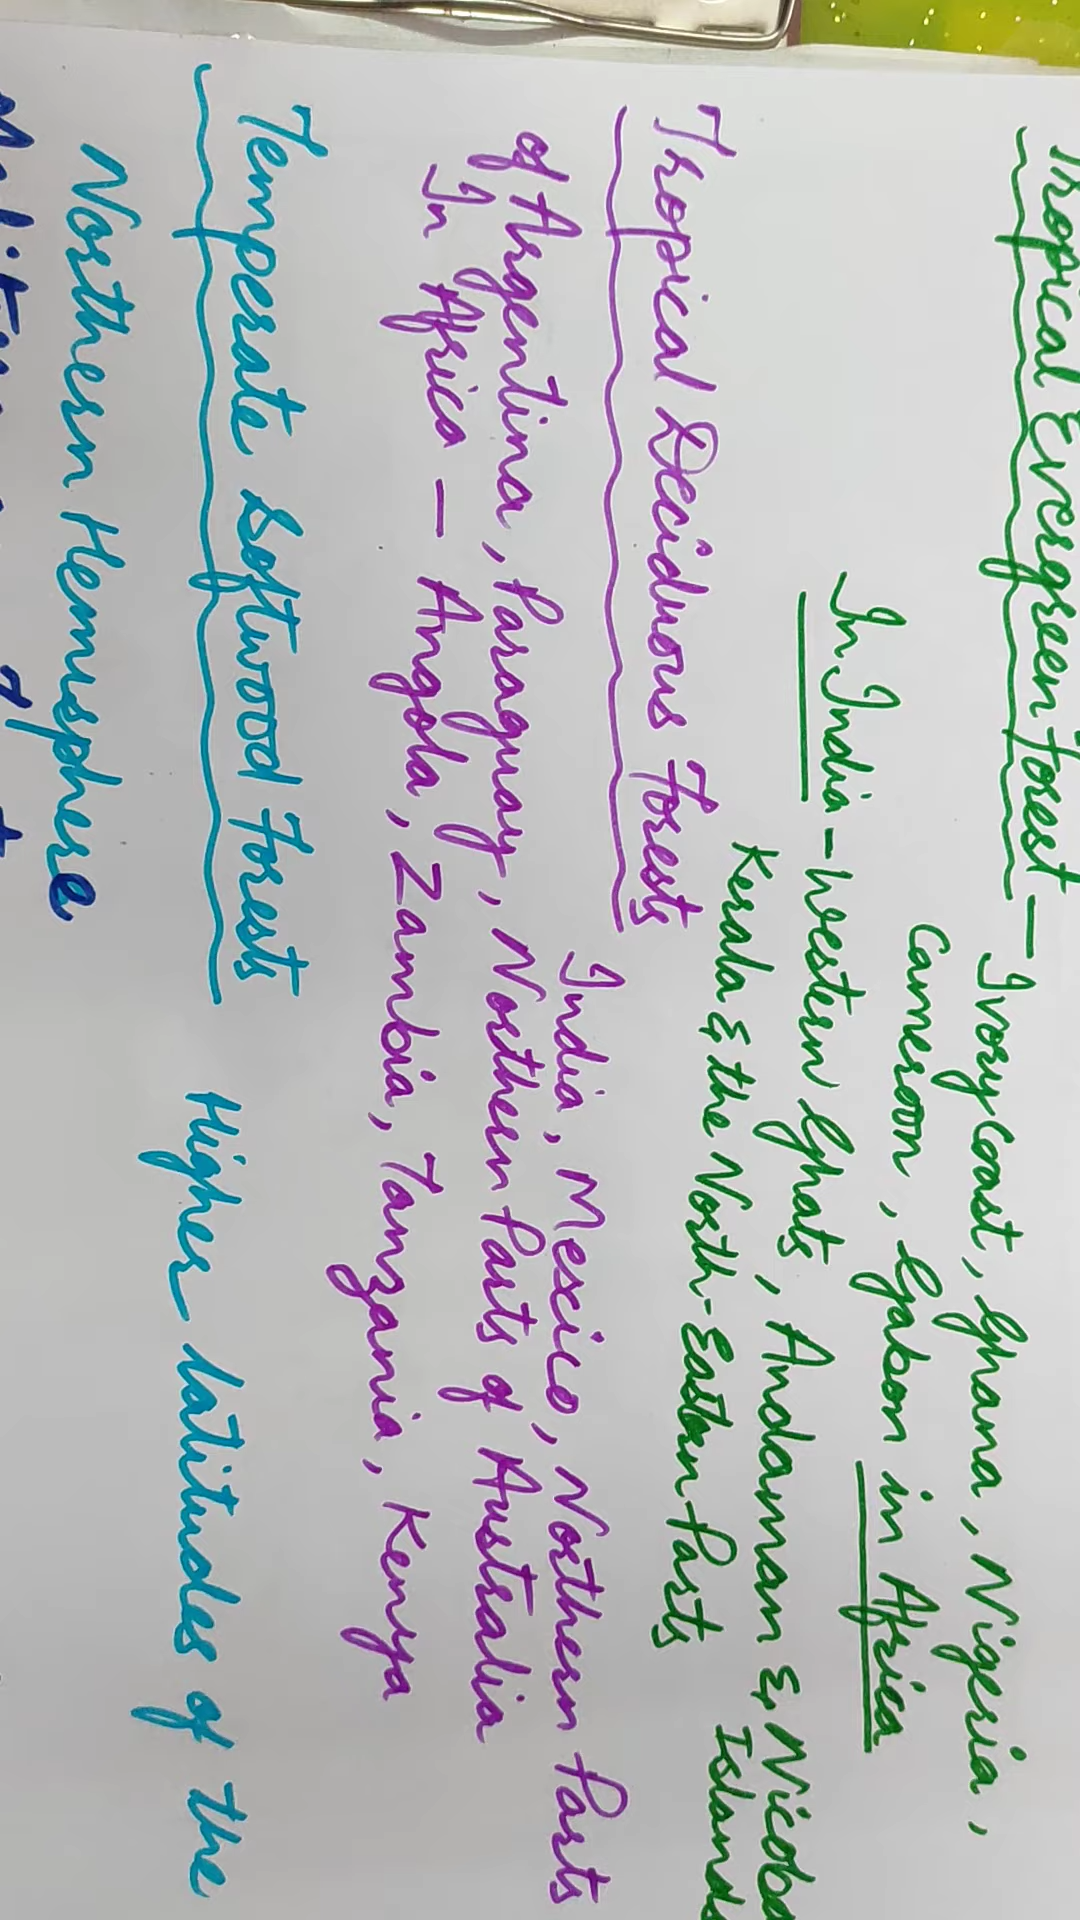 Tropical Evergreen Forest - Ivory Coast, Ghana, Nigeria,
Cameroon, Gabon in Africa
In India - Western Ghats, Andamnam & Nicoba
Islands
Kerala & the North-Eastern Parts
Tropical Deciduous Forests
India, Mexico, Northern Parts
of Argentina, Paraguay, Northern Parts of Australia
In Africa - Angola, Zambia, Tanzania, Kenya
Temperate Softwood Forests Higher latitudes of the
Northern Hemisphere